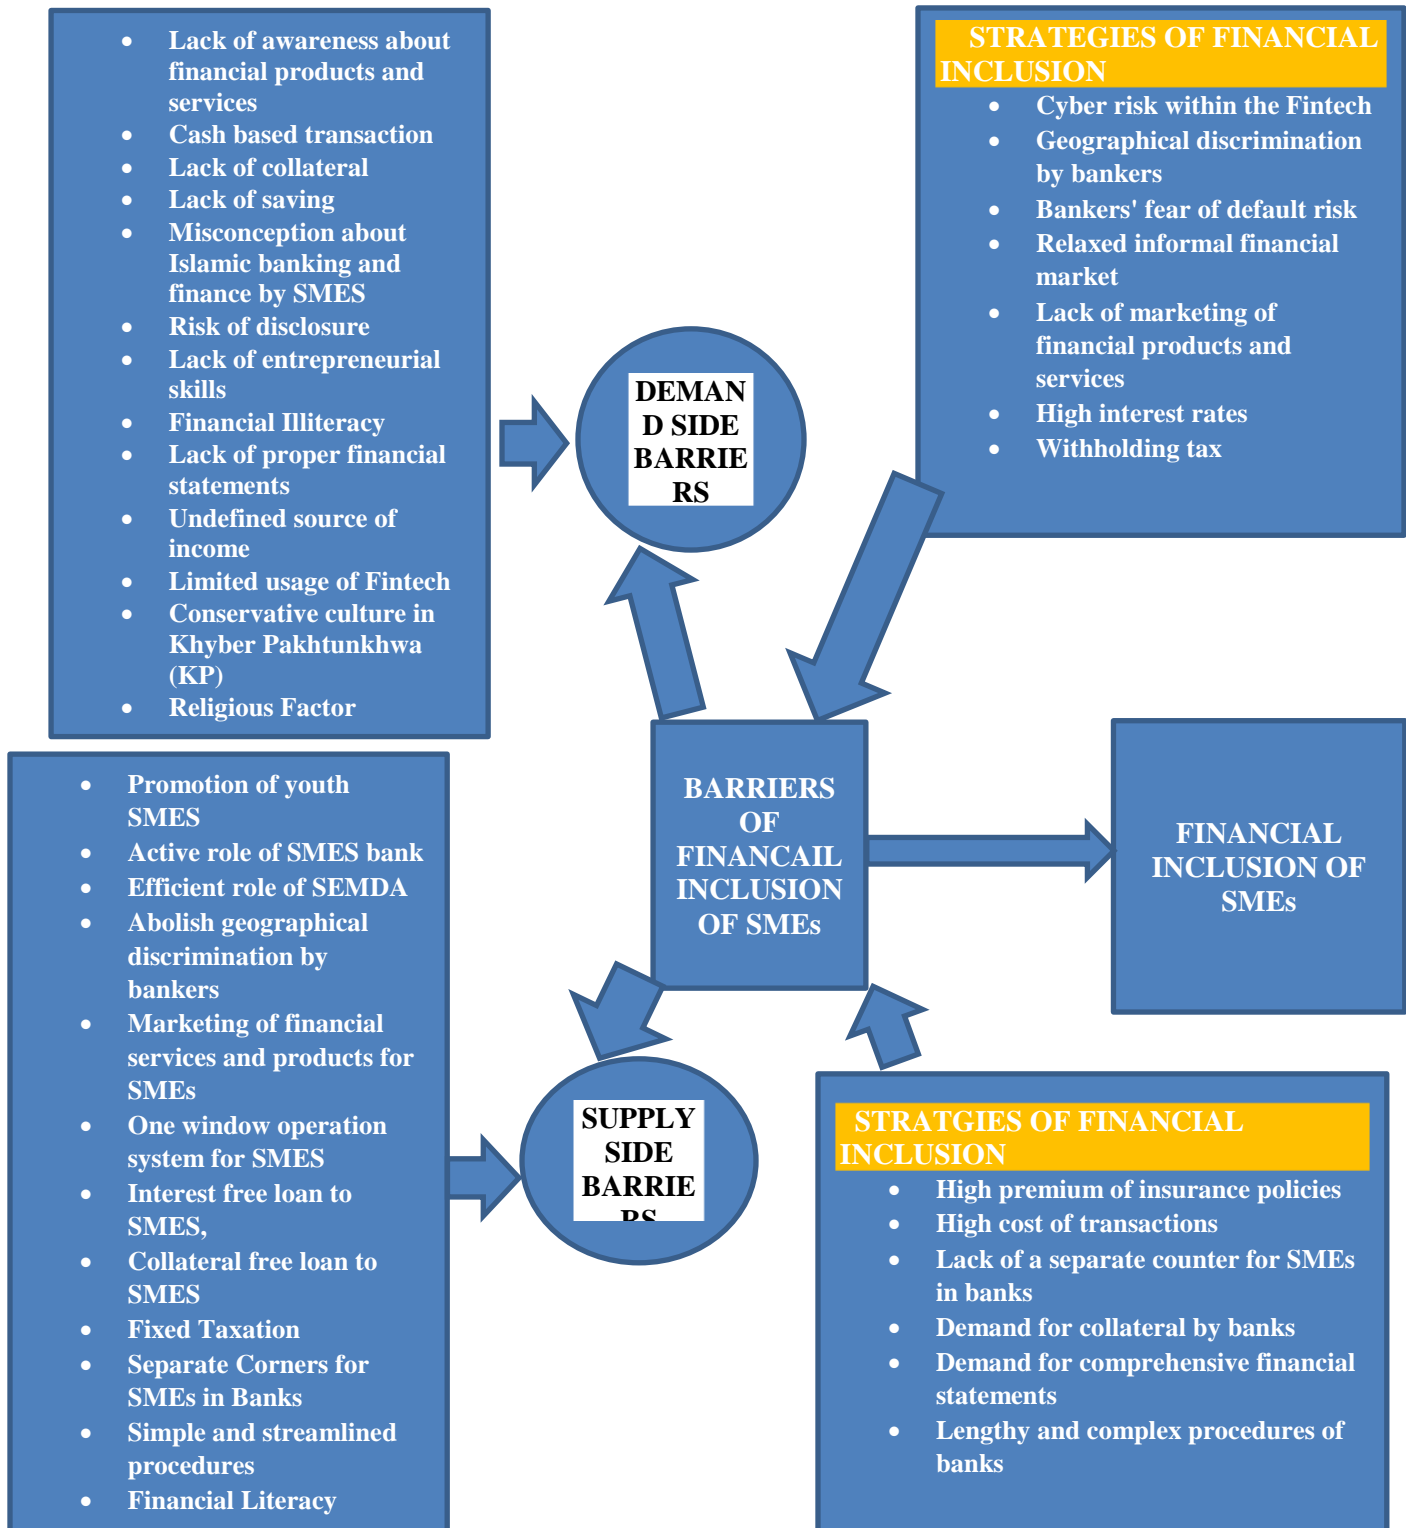 • Lack of awareness about
financial products and
services
• Cash based transaction
• Lack of collateral
• Lack of saving
• Misconception about
Islamic banking and
finance by SMES
• Risk of disclosure
• Lack of entrepreneurial
skills
• Financial Illiteracy
• Lack of proper financial
statements
• Undefined source of
income
• Limited usage of Fintech
• Conservative culture in
Khyber Pakhtunkhwa
(KP)
• Religious Factor
STRATEGIES OF FINANCIAL
INCLUSION
• Cyber risk within the Fintech
• Geographical discrimination
by bankers
• Bankers' fear of default risk
• Relaxed informal financial
market
• Lack of marketing of
financial products and
services
• High interest rates
• Withholding tax
DEMAN
D SIDE
BARRIE
RS
BARRIERS
OF
FINANCAIL
INCLUSION
OF SMEs
FINANCIAL
INCLUSION OF
SMEs
• Promotion of youth
SMES
• Active role of SMES bank
• Efficient role of SEMDA
• Abolish geographical
discrimination by
bankers
• Marketing of financial
services and products for
SMEs
• One window operation
system for SMES
• Interest free loan to
SMES,
• Collateral free loan to
SMES
• Fixed Taxation
• Separate Corners for
SMEs in Banks
• Simple and streamlined
procedures
• Financial Literacy
SUPPLY
SIDE
BARRIE
RS
STRATGIES OF FINANCIAL
INCLUSION
• High premium of insurance policies
• High cost of transactions
• Lack of a separate counter for SMEs
in banks
• Demand for collateral by banks
• Demand for comprehensive financial
statements
• Lengthy and complex procedures of
banks